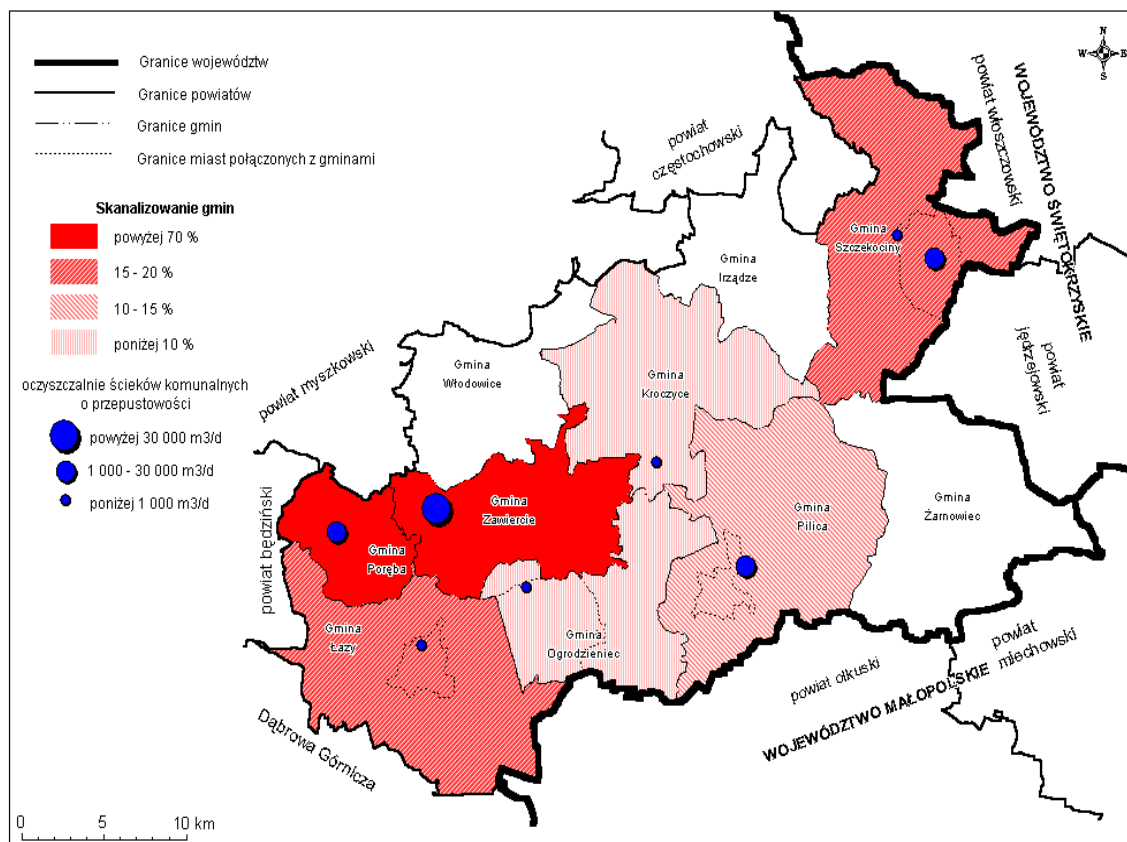 Granice województw
Granice powiatów
Granice gmin
Granice miast połączonych z gminami
Skanalizowanie gmin
powyżej 70 %
15 - 20 %
10 - 15 %
poniżej 10 %
oczyszczalnie ścieków komunalnych
o przepustowości
powyżej 30 000 m3/d
1 000 - 30 000 m3/d
poniżej 1 000 m3/d
N
W
E
S
powiat
częstochowski
powiat włoszczowski
WOJEWÓDZTWO ŚWIĘTOKRZYSKIE
Gmina
Szczekociny
Gmina
Irządze
powiat
jędrzejowski
powiat myszkowski
Gmina
Włodowice
Gmina
Kroczyce
Gmina
Zawiercie
Gmina
Pilica
Gmina
Żarnowiec
powiat będziński
Gmina
Poręba
Gmina
Łazy
Gmina
Ogrodzieniec
powiat olkuski
powiat
miechowski
WOJEWÓDZTWO MAŁOPOLSKIE
Dąbrowa Górnicza
0 5 10 km